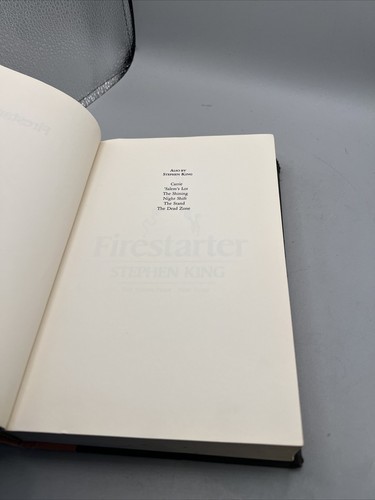 ALSO BY
STEPHEN KING
Carrie
'Salem's Lot
The Shining
Night Shift
The Stand
The Dead Zone
Firestarter
STEPHEN KING